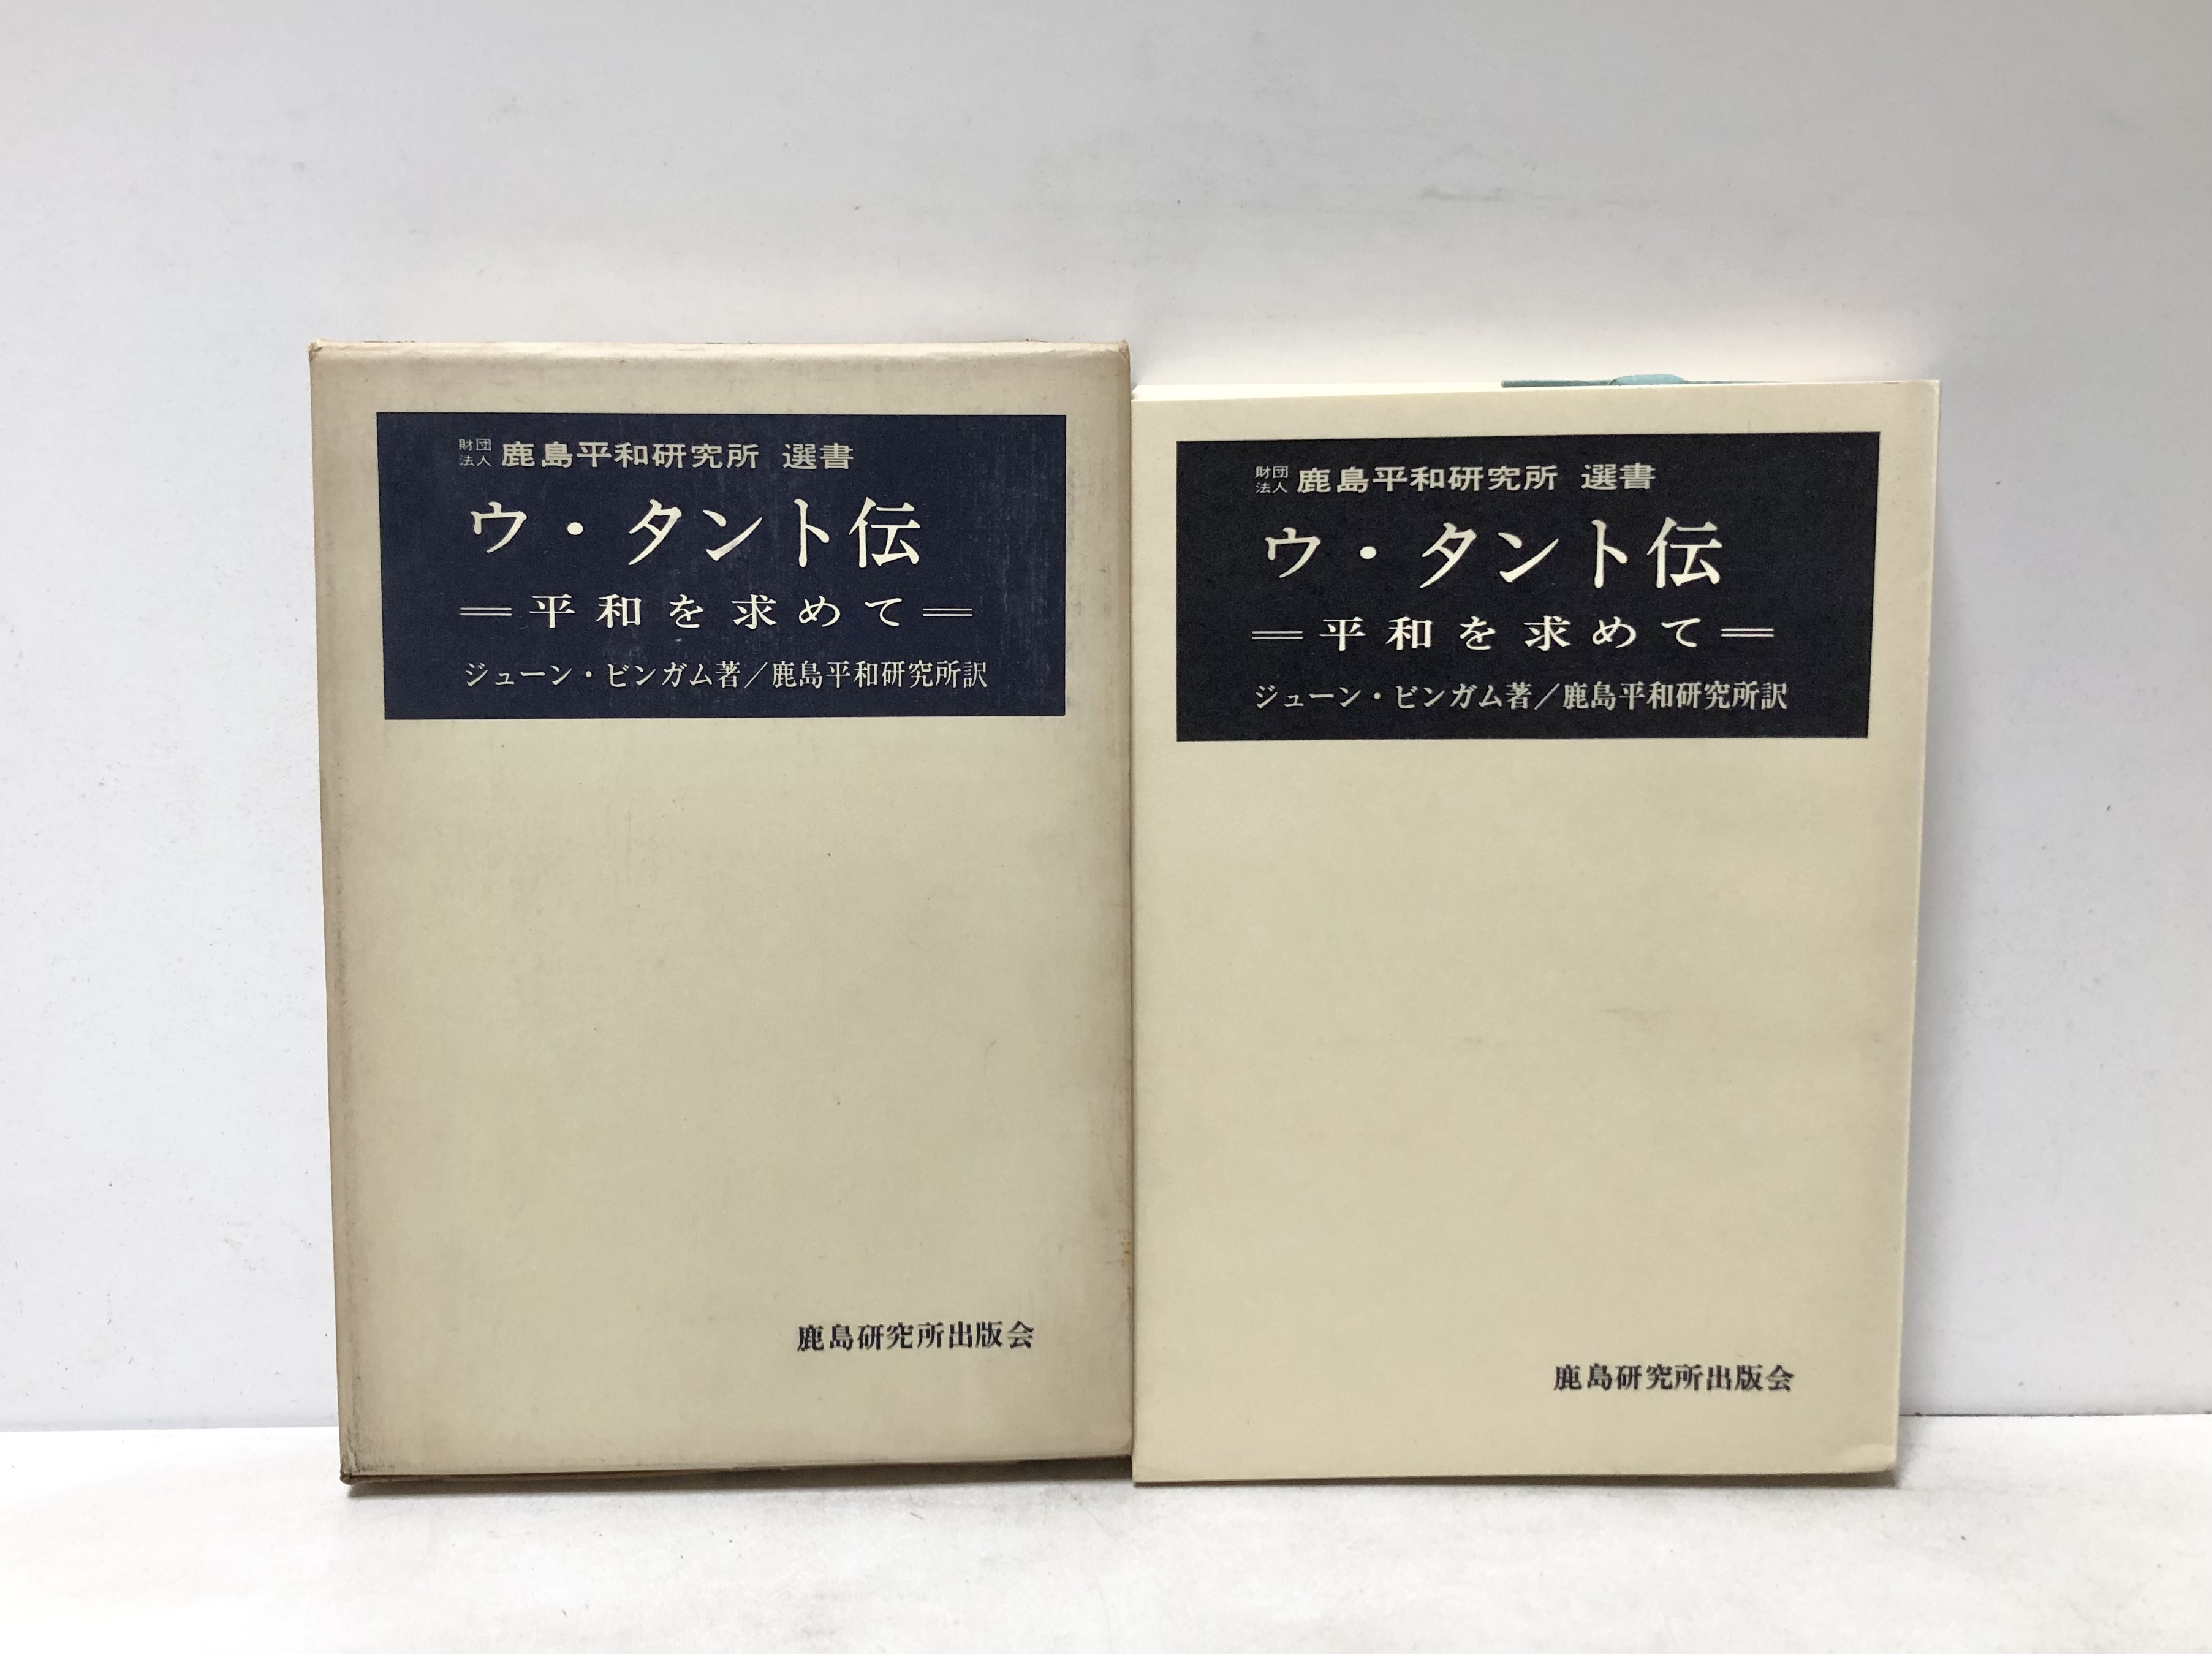 財団法人 鹿島平和研究所 選書
ウ・タント伝
＝平和を求めて＝
ジューン・ビンガム著／鹿島平和研究所訳
鹿島研究所出版会
財団法人 鹿島平和研究所 選書
ウ・タント伝
＝平和を求めて＝
ジューン・ビンガム著／鹿島平和研究所訳
鹿島研究所出版会